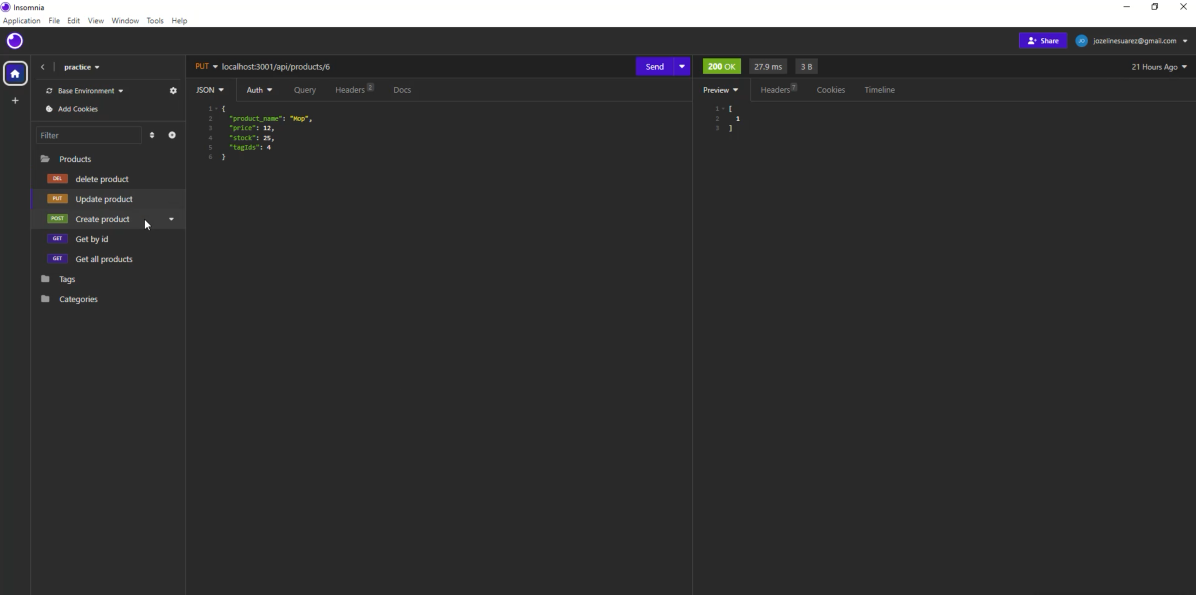 Insomnia
Application File Edit View Window Tools Help
Share
JO jozelinesuarez@gmail.com
practice
PUT localhost:3001/api/products/6
Send
200 OK 27.9 ms 3 B
21 Hours Ago
Base Environment
Add Cookies
JSON Auth Query Headers 2 Docs
Preview Headers 7 Cookies Timeline
Filter
1 {
2 "product_name": "Mop",
3 "price": 12,
4 "stock": 25,
5 "tagIds": 4
6 }
1 [
2 1
3 ]
Products
DEL delete product
PUT Update product
POST Create product
GET Get by id
GET Get all products
Tags
Categories